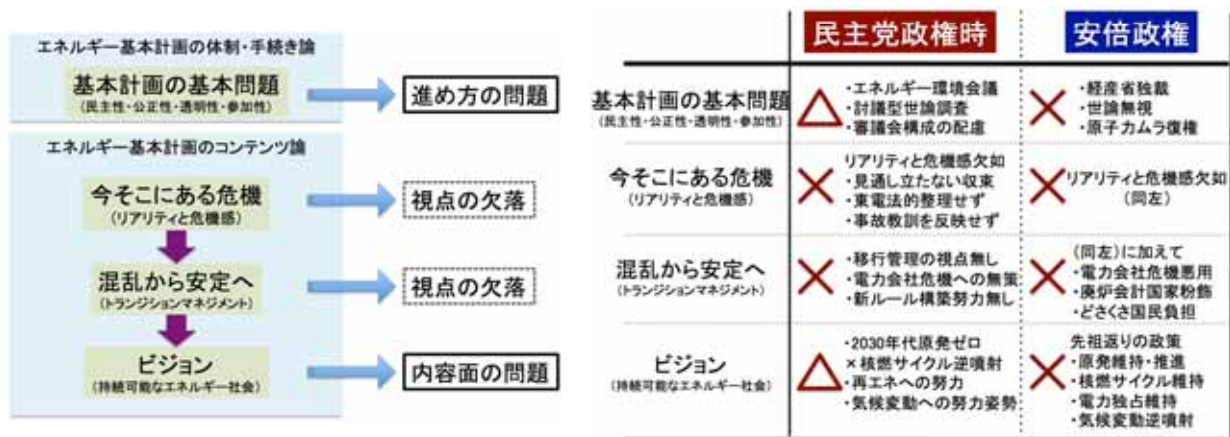 エネルギー基本計画の体制・手続き論
基本計画の基本問題
(民主性・公正性・透明性・参加性)
進め方の問題
エネルギー基本計画のコンテンツ論
今そこにある危機
(リアリティと危機感)
視点の欠落
混乱から安定へ
(トランジションマネジメント)
視点の欠落
ビジョン
(持続可能なエネルギー社会)
内容面の問題
民主党政権時
安倍政権
基本計画の基本問題
(民主性・公正性・透明性・参加性)
△
・エネルギー環境会議
・討議型世論調査
・審議会構成の配慮
×
・経産省独裁
・世論無視
・原子力ムラ復権
今そこにある危機
(リアリティと危機感)
×
リアリティと危機感欠如
・見通し立たない収束
・東電法的整理せず
・事故教訓を反映せず
×
リアリティと危機感欠如
(同左)
混乱から安定へ
(トランジションマネジメント)
×
・移行管理の視点無し
・電力会社危機への無策
・新ルール構築努力無し
×
(同左)に加えて
・電力会社危機悪用
・廃炉会計国家粉飾
・どさくさ国民負担
ビジョン
(持続可能なエネルギー社会)
△
・2030年代原発ゼロ
×核燃サイクル逆噴射
・再エネへの努力
・気候変動への努力姿勢
×
先祖返りの政策
・原発維持・推進
・核燃サイクル維持
・電力独占維持
・気候変動逆噴射